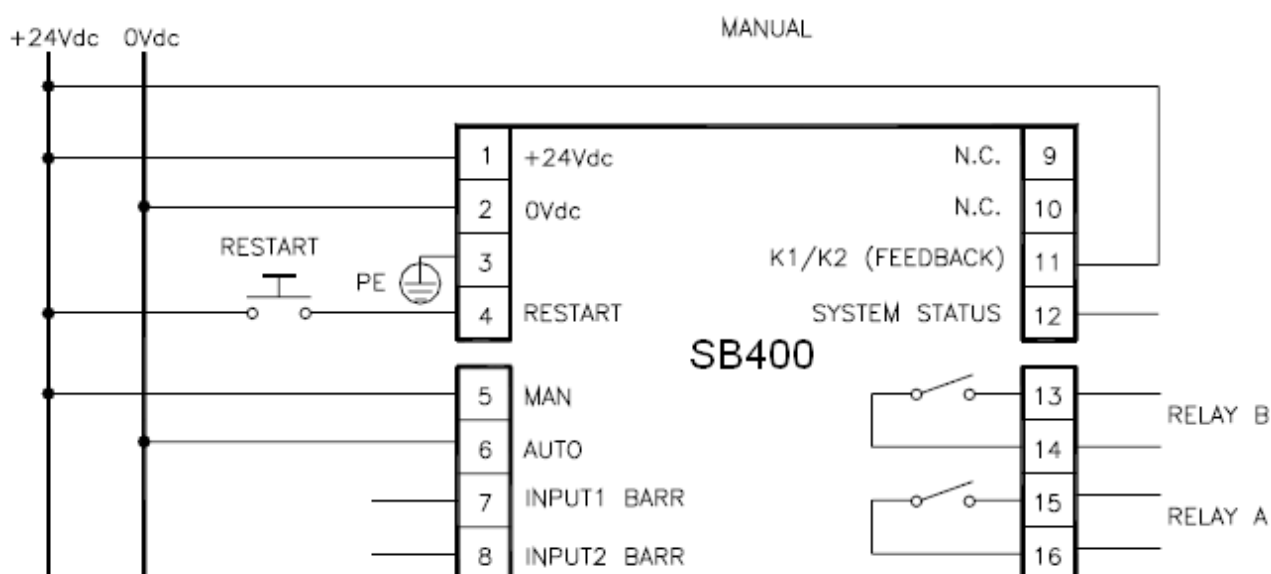 MANUAL
+24Vdc 0Vdc
1 +24Vdc N.C. 9
2 0Vdc N.C. 10
RESTART
PE 3 K1/K2 (FEEDBACK) 11
4 RESTART SYSTEM STATUS 12
SB400
5 MAN 13
RELAY B
6 AUTO 14
7 INPUT1 BARR 15
RELAY A
8 INPUT2 BARR 16